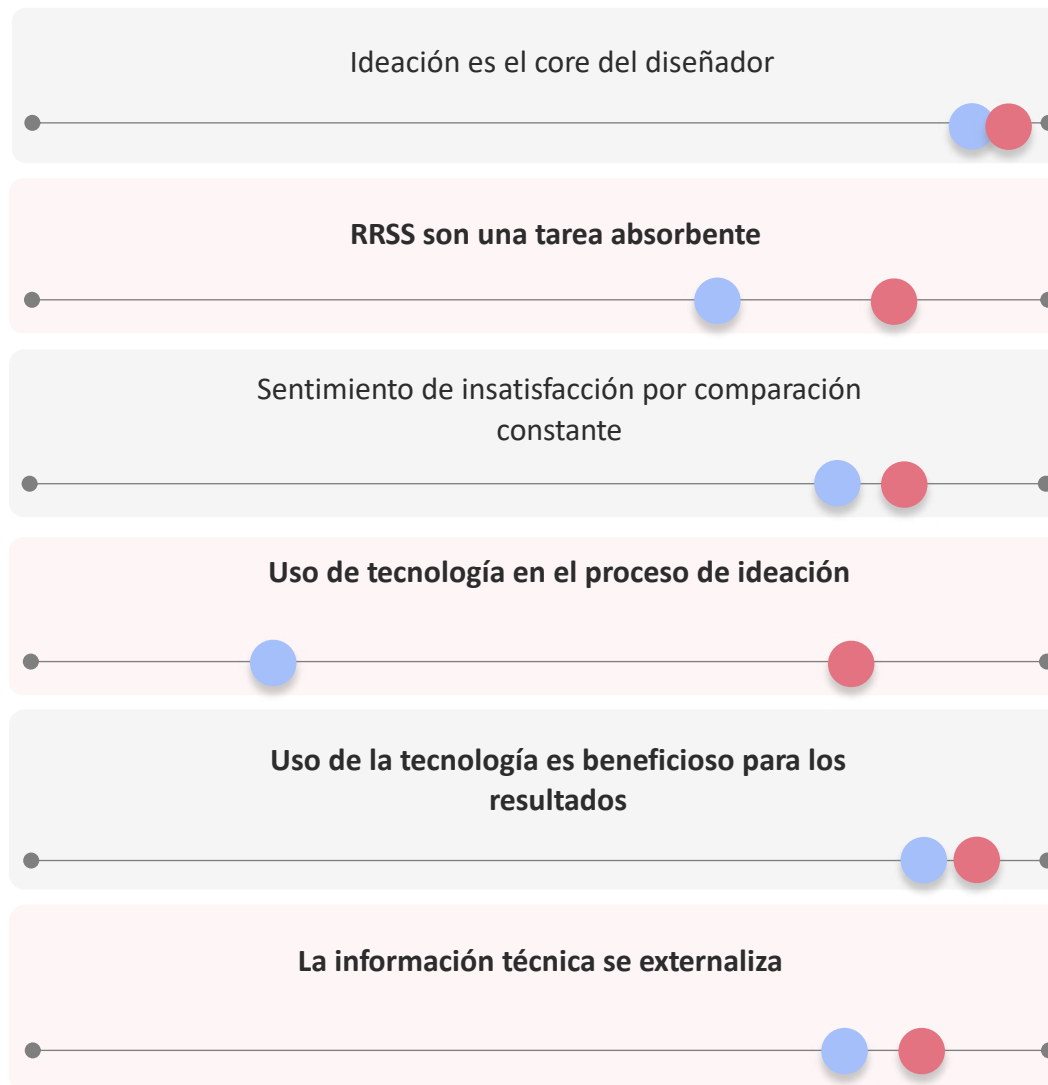 Ideación es el core del diseñador
RRSS son una tarea absorbente
Sentimiento de insatisfacción por comparación
constante
Uso de tecnología en el proceso de ideación
Uso de la tecnología es beneficioso para los
resultados
La información técnica se externaliza